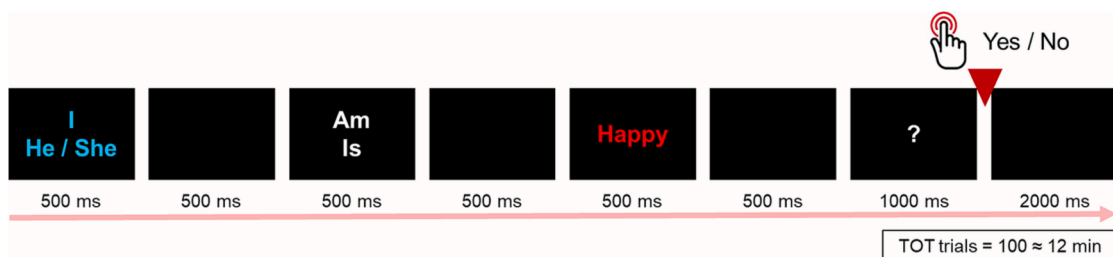 Yes / No
I
He / She
Am
Is
Happy
?
500 ms 500 ms 500 ms 500 ms 500 ms 500 ms 1000 ms 2000 ms
TOT trials = 100 ≈ 12 min